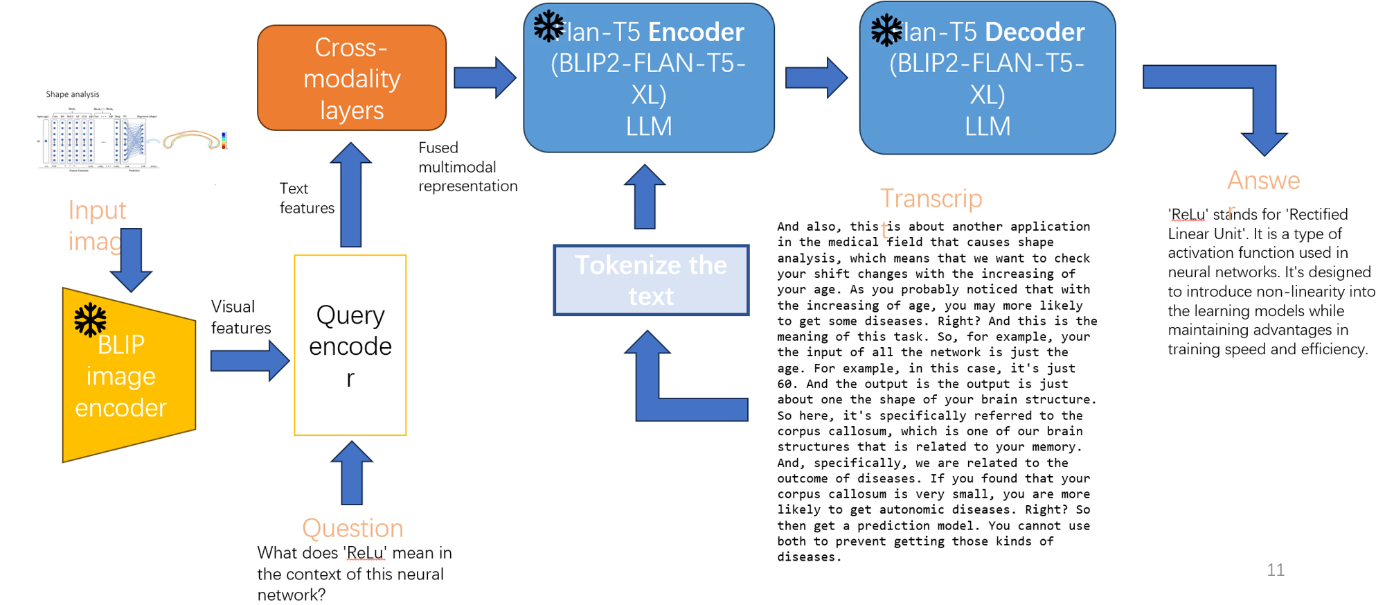 Shape analysis
Input
imag
BLIP
image
encoder
Visual
features
Query
encode
r
Question
What does 'ReLu' mean in
the context of this neural
network?
Text
features
Cross-
modality
layers
Fused
multimodal
representation
lan-T5 Encoder
(BLIP2-FLAN-T5-
XL)
LLM
Tokenize the
text
lan-T5 Decoder
(BLIP2-FLAN-T5-
XL)
LLM
Transcrip
t
And also, this is about another application
in the medical field that causes shape
analysis, which means that we want to check
your shift changes with the increasing of
your age. As you probably noticed that with
the increasing of age, you may more likely
to get some diseases. Right? And this is the
meaning of this task. So, for example, your
the input of all the network is just the
age. For example, in this case, it's just
60. And the output is the output is just
about one the shape of your brain structure.
So here, it's specifically referred to the
corpus callosum, which is one of our brain
structures that is related to your memory.
And, specifically, we are related to the
outcome of diseases. If you found that your
corpus callosum is very small, you are more
likely to get autonomic diseases. Right? So
then get a prediction model. You cannot use
both to prevent getting those kinds of
diseases.
Answe
r
'ReLu' stands for 'Rectified
Linear Unit'. It is a type of
activation function used in
neural networks. It's designed
to introduce non-linearity into
the learning models while
maintaining advantages in
training speed and efficiency.
11